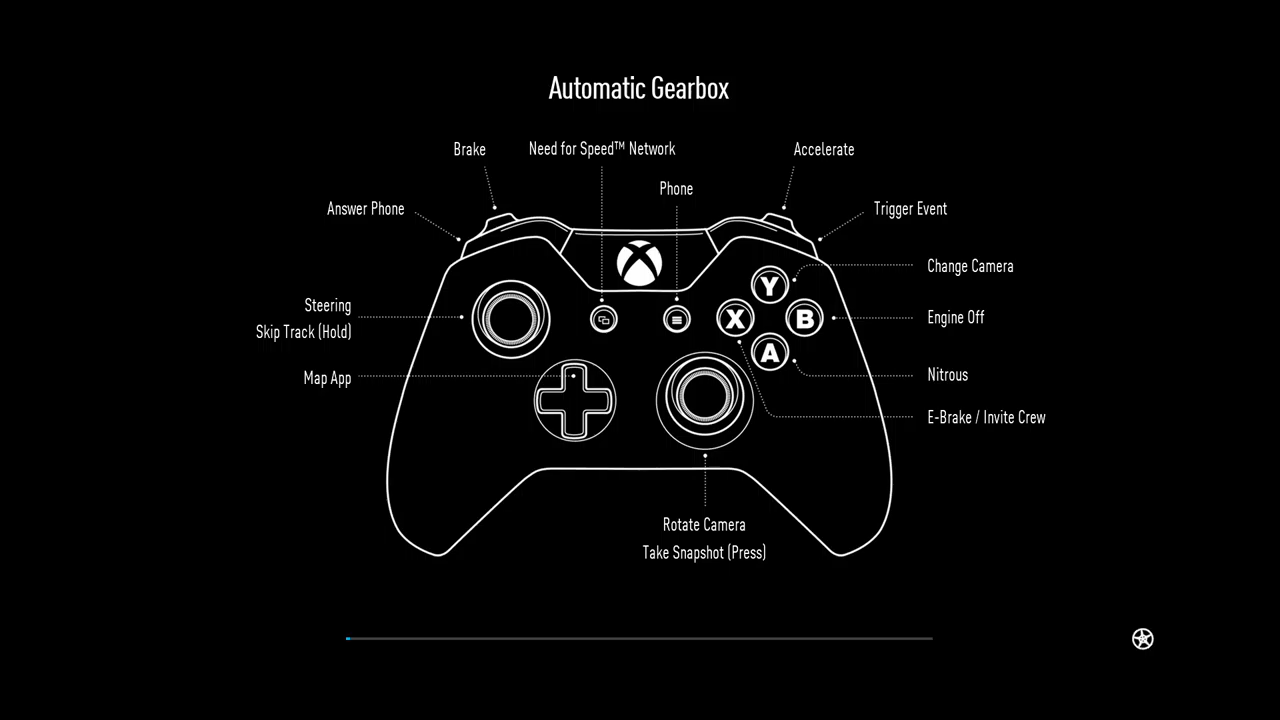 Automatic Gearbox
Brake
Need for Speed™ Network
Accelerate
Phone
Answer Phone
Trigger Event
Change Camera
Y
Steering
Skip Track (Hold)
X
B
Engine Off
A
Map App
Nitrous
E-Brake / Invite Crew
Rotate Camera
Take Snapshot (Press)